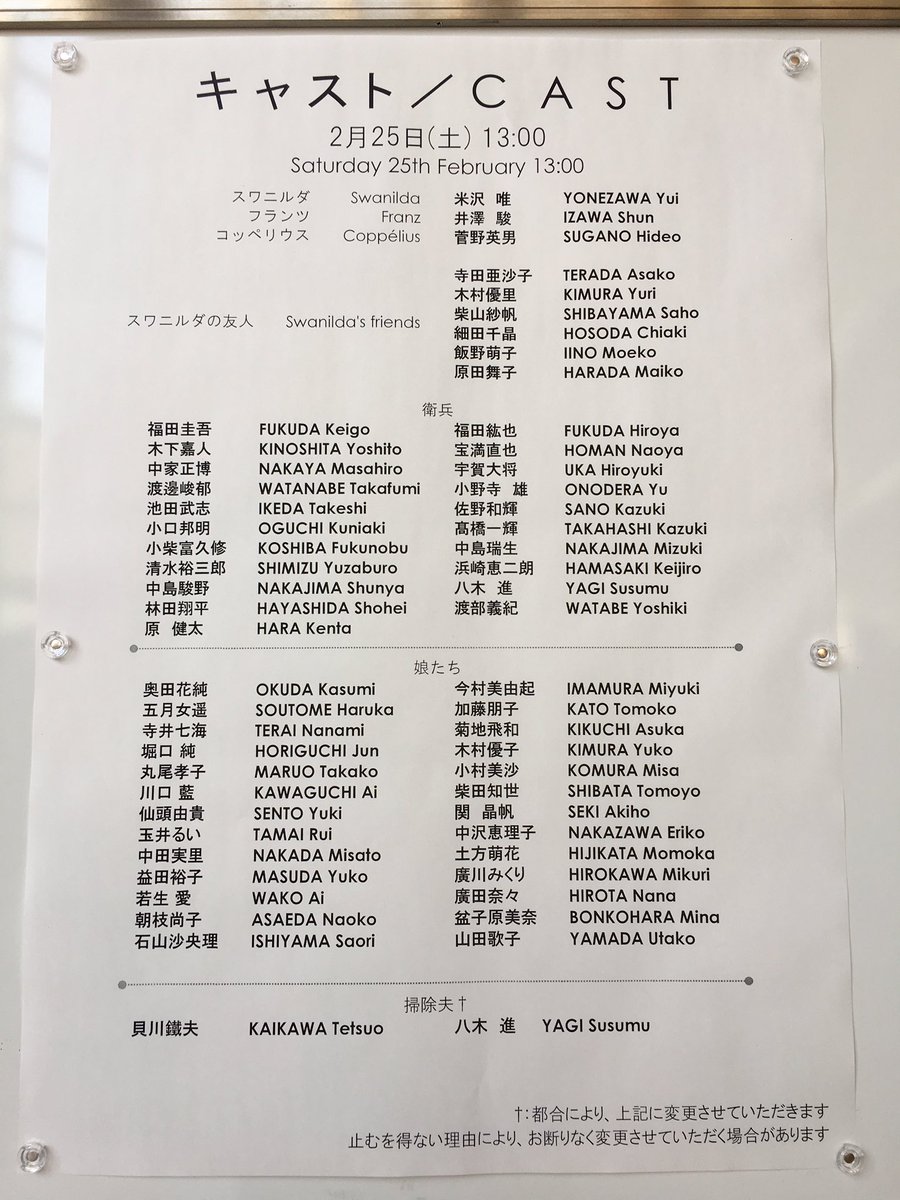 キャスト／CAST
2月25日(土) 13:00
Saturday 25th February 13:00
スワニルダ Swanilda 米沢 唯 YONEZAWA Yui
フランツ Franz 井澤 駿 IZAWA Shun
コッペリウス Coppélius 菅野英男 SUGANO Hideo
寺田亜沙子 TERADA Asako
木村優里 KIMURA Yuri
柴山紗帆 SHIBAYAMA Saho
スワニルダの友人 Swanilda's friends
細田千晶 HOSODA Chiaki
飯野萌子 IINO Moeko
原田舞子 HARADA Maiko
衛兵
福田圭吾 FUKUDA Keigo 福田紘也 FUKUDA Hiroya
木下嘉人 KINOSHITA Yoshito 宝満直也 HOMAN Naoya
中家正博 NAKAYA Masahiro 宇賀大将 UKA Hiroyuki
渡邊峻郁 WATANABE Takafumi 小野寺 雄 ONODERA Yu
池田武志 IKEDA Takeshi 佐野和輝 SANO Kazuki
小口邦明 OGUCHI Kuniaki 髙橋一輝 TAKAHASHI Kazuki
小柴富久修 KOSHIBA Fukunobu 中島瑞生 NAKAJIMA Mizuki
清水裕三郎 SHIMIZU Yuzaburo 浜崎恵二朗 HAMASAKI Keijiro
中島駿野 NAKAJIMA Shunya 八木 進 YAGI Susumu
林田翔平 HAYASHIDA Shohei 渡部義紀 WATABE Yoshiki
原 健太 HARA Kenta
娘たち
奥田花純 OKUDA Kasumi 今村美由起 IMAMURA Miyuki
五月女遥 SOUTOME Haruka 加藤朋子 KATO Tomoko
寺井七海 TERAI Nanami 菊地飛和 KIKUCHI Asuka
堀口 純 HORIGUCHI Jun 木村優子 KIMURA Yuko
丸尾孝子 MARUO Takako 小村美沙 KOMURA Misa
川口 藍 KAWAGUCHI Ai 柴田知世 SHIBATA Tomoyo
仙頭由貴 SENTO Yuki 関 晶帆 SEKI Akiho
玉井るい TAMAI Rui 中沢恵理子 NAKAZAWA Eriko
中田実里 NAKADA Misato 土方萌花 HIJIKATA Momoka
益田裕子 MASUDA Yuko 廣川みくり HIROKAWA Mikuri
若生 愛 WAKO Ai 廣田奈々 HIROTA Nana
朝枝尚子 ASAEDA Naoko 盆子原美奈 BONKOHARA Mina
石山沙央理 ISHIYAMA Saori 山田歌子 YAMADA Utako
掃除夫†
貝川鐵夫 KAIKAWA Tetsuo 八木 進 YAGI Susumu
†：都合により、上記に変更させていただきます
止むを得ない理由により、お断りなく変更させていただく場合があります